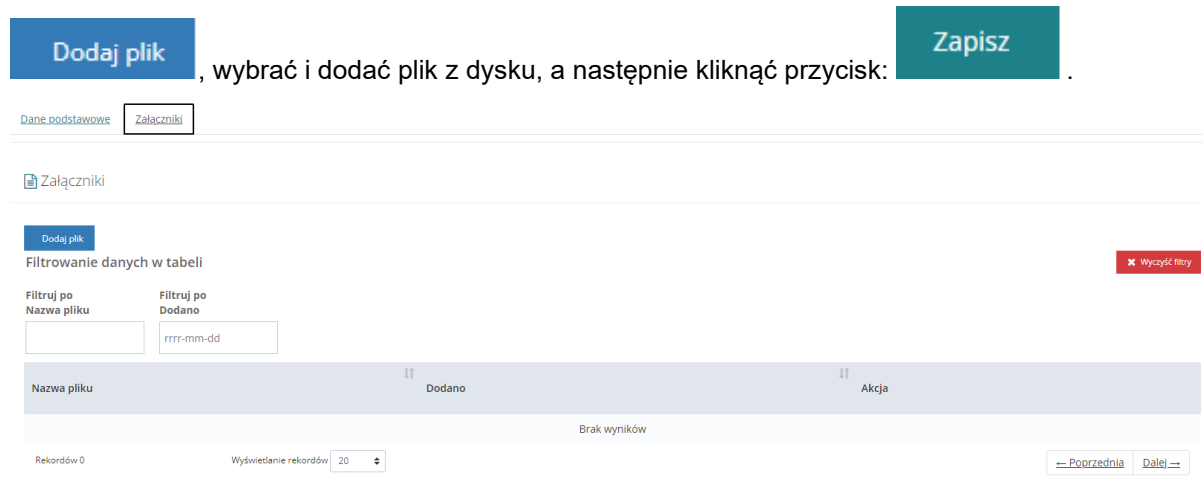 Dodaj plik , wybrać i dodać plik z dysku, a następnie kliknąć przycisk: Zapisz .
Dane podstawowe Załączniki
Załączniki
Dodaj plik
Filtrowanie danych w tabeli
Wyczyść filtry
Filtruj po Filtruj po
Nazwa pliku Dodano
rrrr-mm-dd
Nazwa pliku Dodano Akcja
Brak wyników
Rekordów 0 Wyświetlanie rekordów 20 ← Poprzednia Dalej →